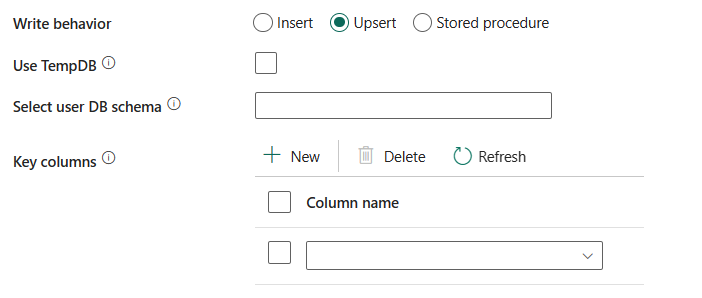 Write behavior Insert Upsert Stored procedure
Use TempDB
Select user DB schema
Key columns New Delete Refresh
Column name